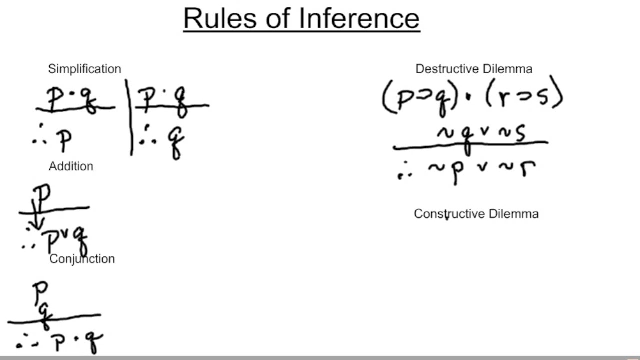 Rules of Inference
Simplification
p · q | p · q
∴ p | ∴ q
Addition
p
∴ p v q
Conjunction
p
q
∴ p · q
Destructive Dilemma
(p ⊃ q) · (r ⊃ s)
~q v ~s
∴ ~p v ~r
Constructive Dilemma